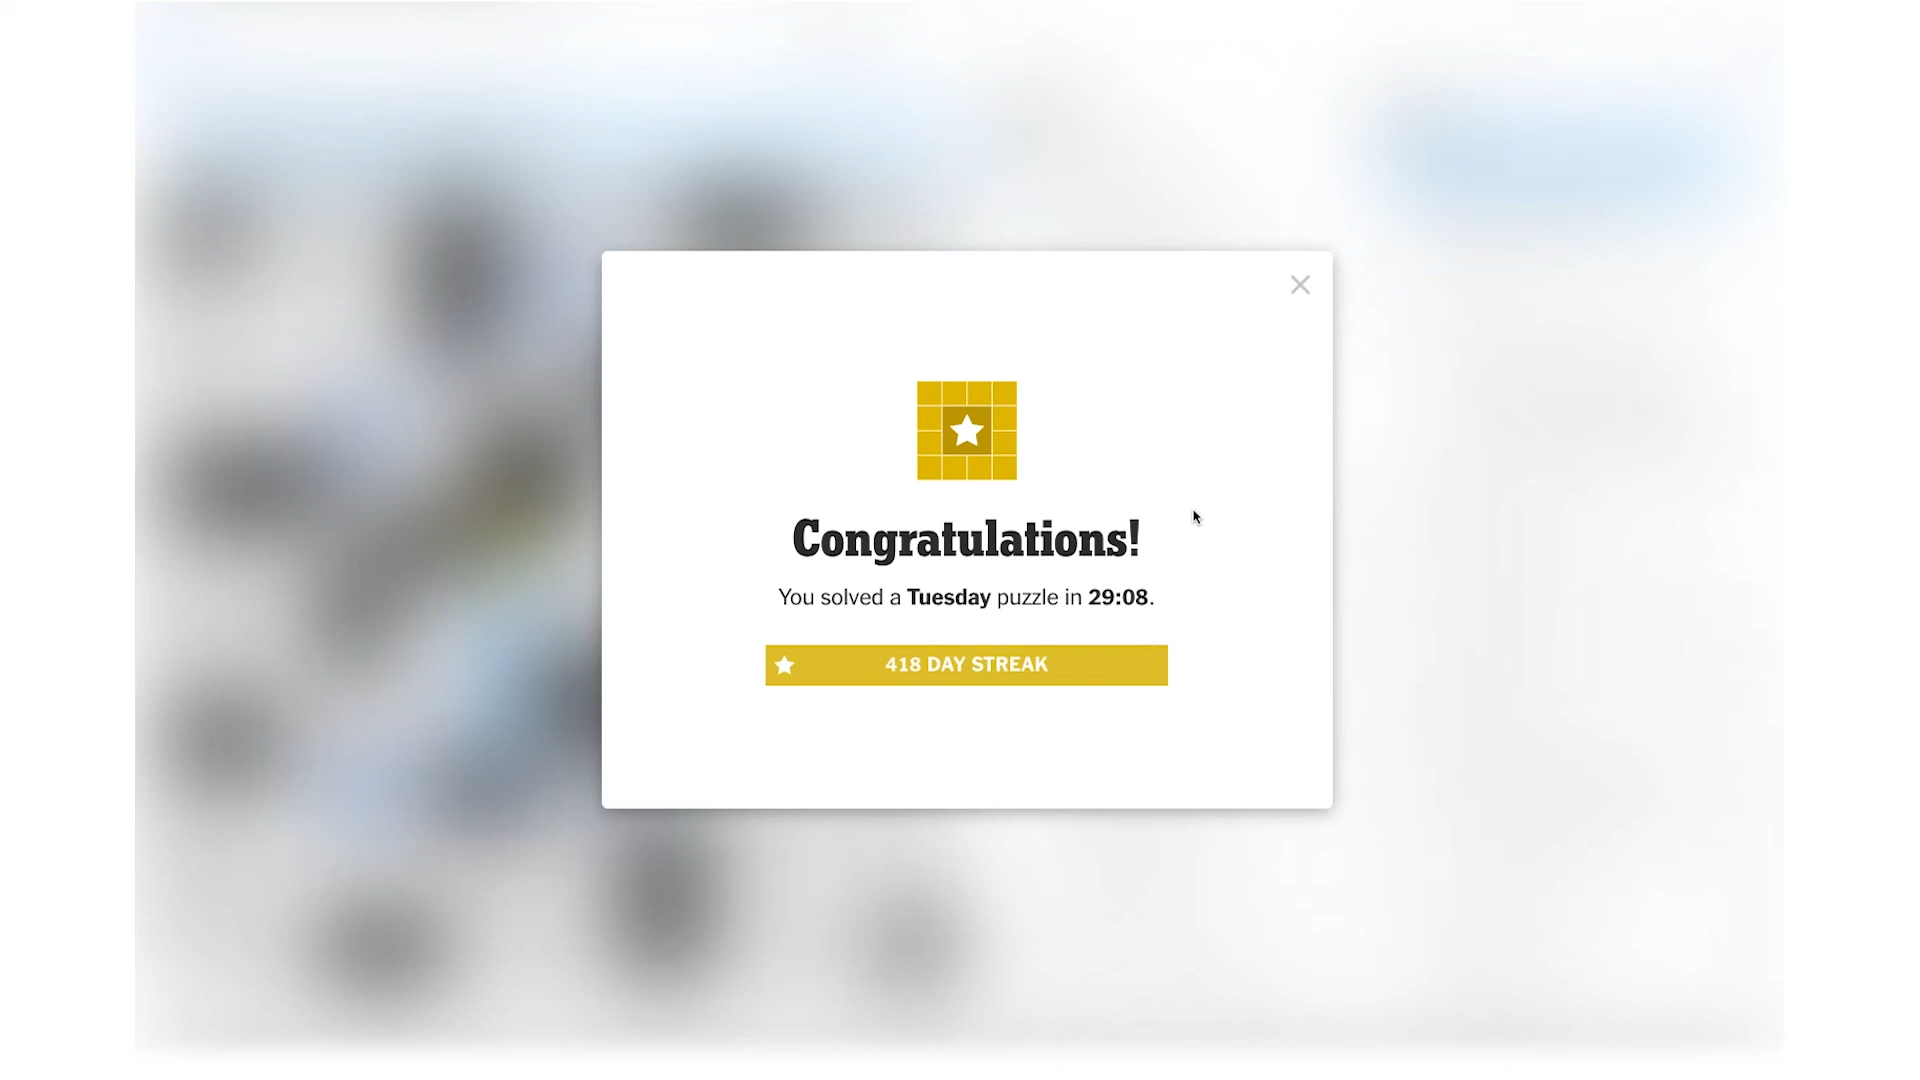 Congratulations!
You solved a Tuesday puzzle in 29:08.
418 DAY STREAK